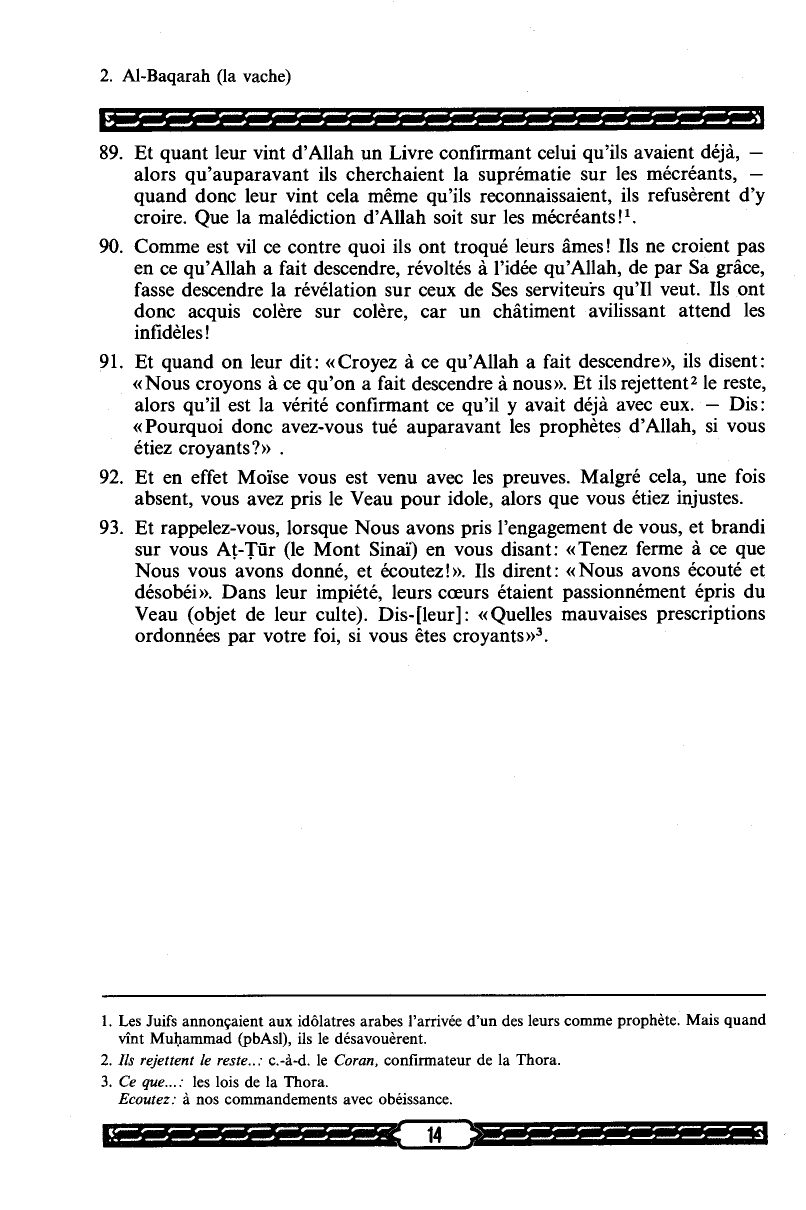 2. Al-Baqarah (la vache)
89. Et quant leur vint d'Allah un Livre confirmant celui qu'ils avaient déjà, —
alors qu'auparavant ils cherchaient la suprématie sur les mécréants, —
quand donc leur vint cela même qu'ils reconnaissaient, ils refusèrent d'y
croire. Que la malédiction d'Allah soit sur les mécréants!¹.
90. Comme est vil ce contre quoi ils ont troqué leurs âmes! Ils ne croient pas
en ce qu'Allah a fait descendre, révoltés à l'idée qu'Allah, de par Sa grâce,
fasse descendre la révélation sur ceux de Ses serviteurs qu'Il veut. Ils ont
donc acquis colère sur colère, car un châtiment avilissant attend les
infidèles!
91. Et quand on leur dit: «Croyez à ce qu'Allah a fait descendre», ils disent:
«Nous croyons à ce qu'on a fait descendre à nous». Et ils rejettent² le reste,
alors qu'il est la vérité confirmant ce qu'il y avait déjà avec eux. — Dis:
«Pourquoi donc avez-vous tué auparavant les prophètes d'Allah, si vous
étiez croyants?» .
92. Et en effet Moïse vous est venu avec les preuves. Malgré cela, une fois
absent, vous avez pris le Veau pour idole, alors que vous étiez injustes.
93. Et rappelez-vous, lorsque Nous avons pris l'engagement de vous, et brandi
sur vous Aṭ-Ṭūr (le Mont Sinaï) en vous disant: «Tenez ferme à ce que
Nous vous avons donné, et écoutez!». Ils dirent: «Nous avons écouté et
désobéi». Dans leur impiété, leurs cœurs étaient passionnément épris du
Veau (objet de leur culte). Dis-[leur]: «Quelles mauvaises prescriptions
ordonnées par votre foi, si vous êtes croyants»³.
1. Les Juifs annonçaient aux idôlatres arabes l'arrivée d'un des leurs comme prophète. Mais quand
vînt Muḥammad (pbAsl), ils le désavouèrent.
2. Ils rejettent le reste..: c.-à-d. le Coran, confirmateur de la Thora.
3. Ce que...: les lois de la Thora.
Ecoutez: à nos commandements avec obéissance.
14